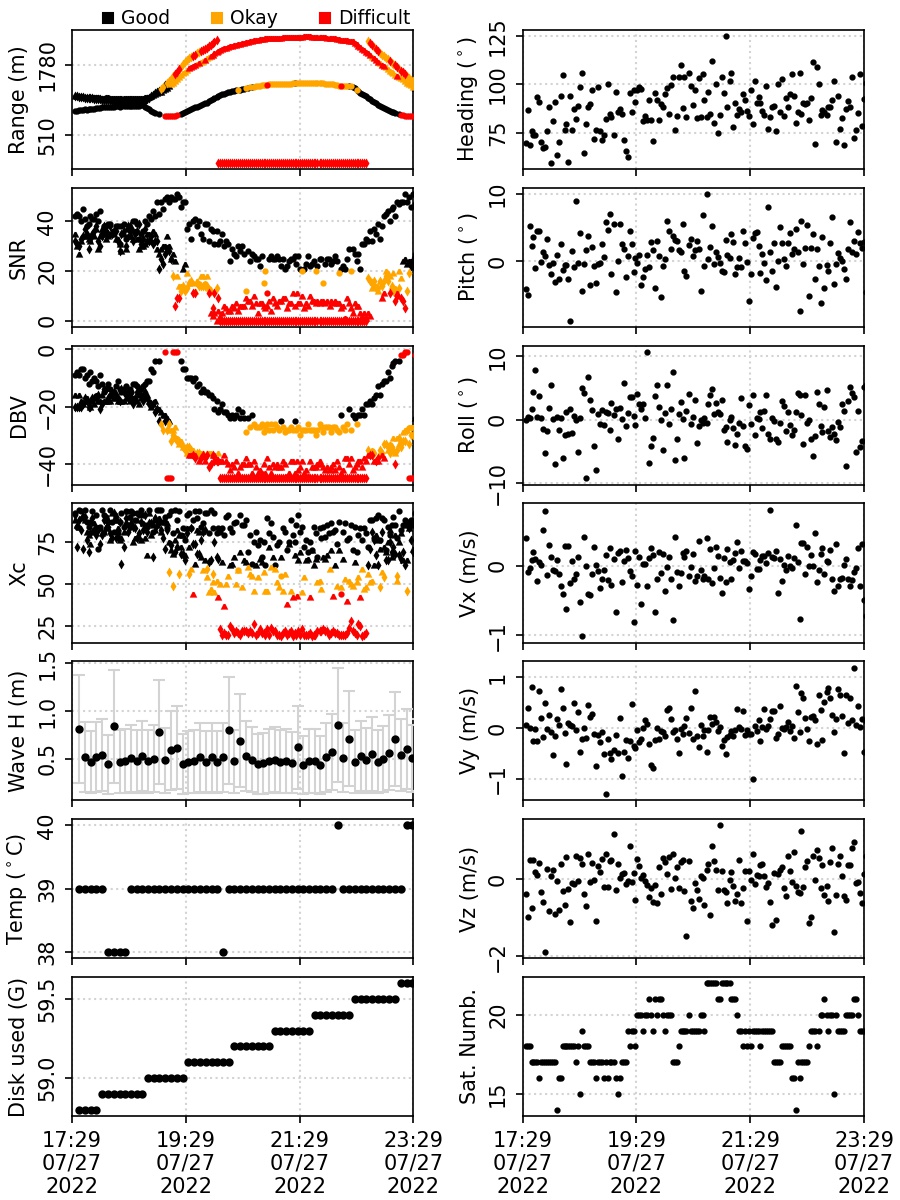 Good Okay Difficult
Range (m)
1780
510
Heading (°)
125
100
75
SNR
40
20
0
Pitch (°)
10
0
DBV
0
−20
−40
Roll (°)
10
0
−10
Xc
75
50
25
Vx (m/s)
0
−1
Wave H (m)
1.5
1.0
0.5
Vy (m/s)
1
0
−1
Temp (°C)
40
39
38
Vz (m/s)
0
−2
Disk used (G)
59.5
59.0
Sat. Numb.
20
15
17:29 19:29 21:29 23:29
07/27 07/27 07/27 07/27
2022 2022 2022 2022
17:29 19:29 21:29 23:29
07/27 07/27 07/27 07/27
2022 2022 2022 2022